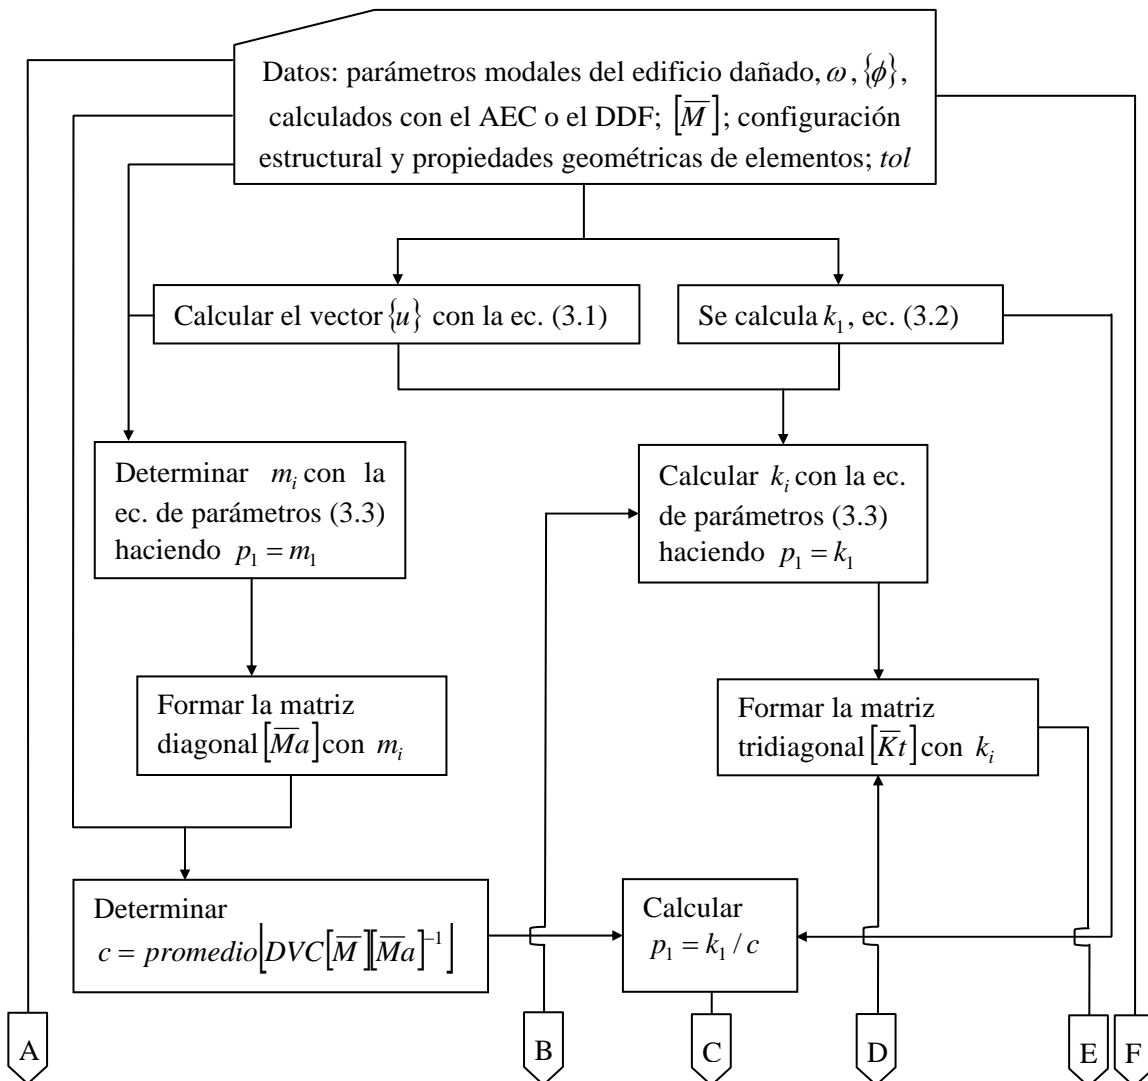 Datos: parámetros modales del edificio dañado, ω, {ϕ},
calculados con el AEC o el DDF; [M̅]; configuración
estructural y propiedades geométricas de elementos; tol
Calcular el vector {u} con la ec. (3.1)
Se calcula k₁, ec. (3.2)
Determinar mᵢ con la
ec. de parámetros (3.3)
haciendo p₁ = m₁
Calcular kᵢ con la ec.
de parámetros (3.3)
haciendo p₁ = k₁
Formar la matriz
diagonal [M̅a] con mᵢ
Formar la matriz
tridiagonal [K̅t] con kᵢ
Determinar
c = promedio⌊DVC[M̅][M̅a]⁻¹⌋
Calcular
p₁ = k₁ / c
A
B
C
D
E
F